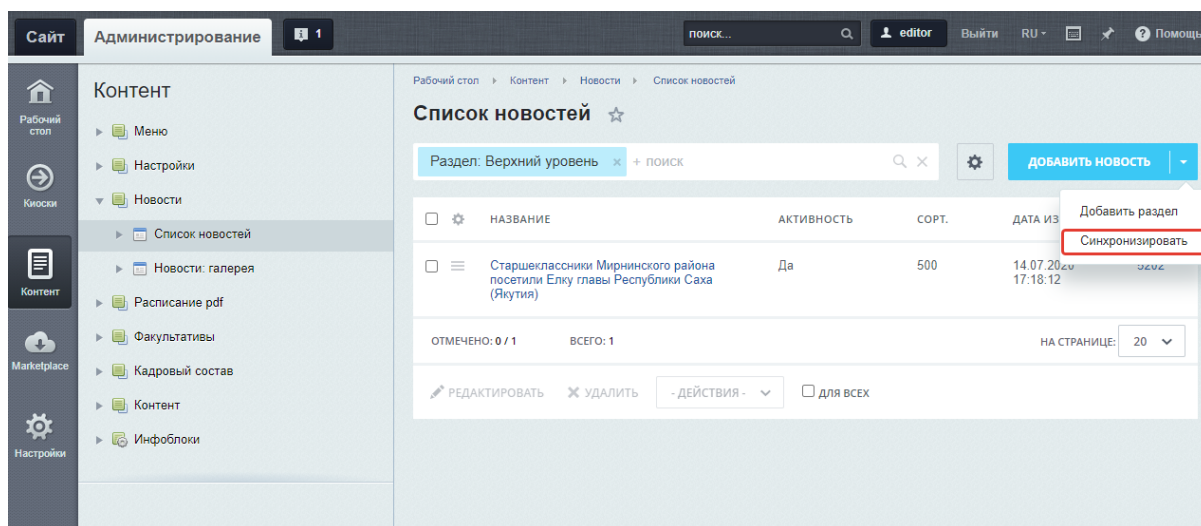 Сайт
Администрирование
1
поиск...
editor
Выйти
RU
Помощь
Рабочий
стол
Киоски
Контент
Marketplace
Настройки
Контент
Меню
Настройки
Новости
Список новостей
Новости: галерея
Расписание pdf
Факультативы
Кадровый состав
Контент
Инфоблоки
Рабочий стол
Контент
Новости
Список новостей
Список новостей
Раздел: Верхний уровень × + поиск
ДОБАВИТЬ НОВОСТЬ
Добавить раздел
Синхронизировать
НАЗВАНИЕ АКТИВНОСТЬ СОРТ. ДАТА ИЗ
Старшеклассники Мирнинского района Да 500 14.07.2020 5202
посетили Елку главы Республики Саха 17:18:12
(Якутия)
ОТМЕЧЕНО: 0 / 1 ВСЕГО: 1 НА СТРАНИЦЕ: 20
РЕДАКТИРОВАТЬ УДАЛИТЬ - ДЕЙСТВИЯ - ДЛЯ ВСЕХ